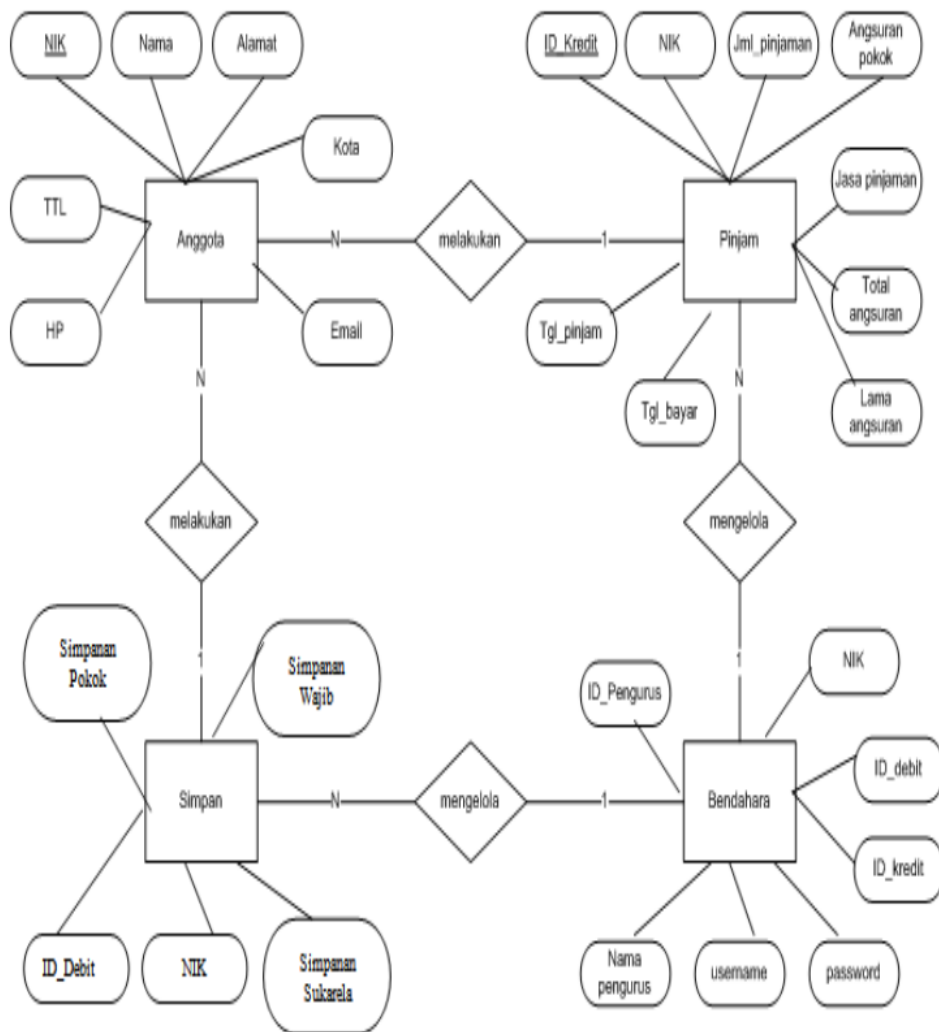 NIK
Nama
Alamat
ID_Kredit
NIK
Jml_pinjaman
Angsuran
pokok
Kota
TTL
Anggota
N
melakukan
1
Pinjam
Jasa pinjaman
HP
Email
Tgl_pinjam
Total
angsuran
N
Tgl_bayar
N
Lama
angsuran
melakukan
mengelola
Simpanan
Pokok
1
Simpanan
Wajib
ID_Pengurus
1
NIK
Simpan
N
mengelola
1
Bendahara
ID_debit
ID_kredit
ID_Debit
NIK
Simpanan
Sukarela
Nama
pengurus
username
password